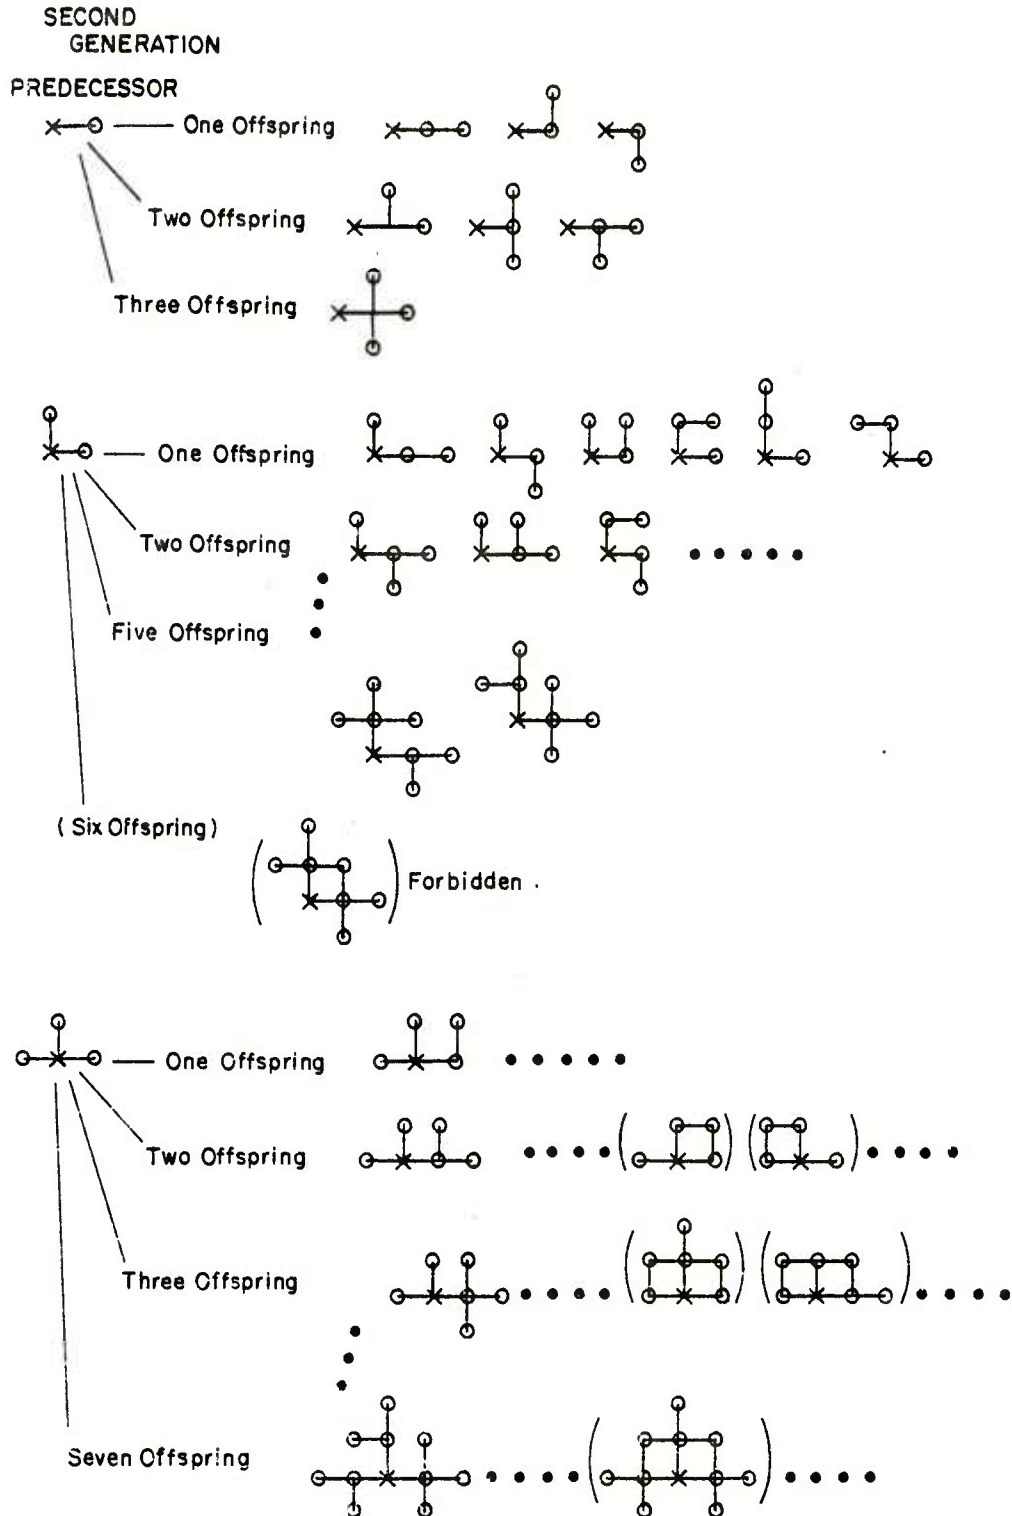 SECOND
GENERATION
PREDECESSOR
One Offspring
Two Offspring
Three Offspring
One Offspring
Two Offspring
Five Offspring
( Six Offspring )
Forbidden .
One Offspring
Two Offspring
Three Offspring
Seven Offspring